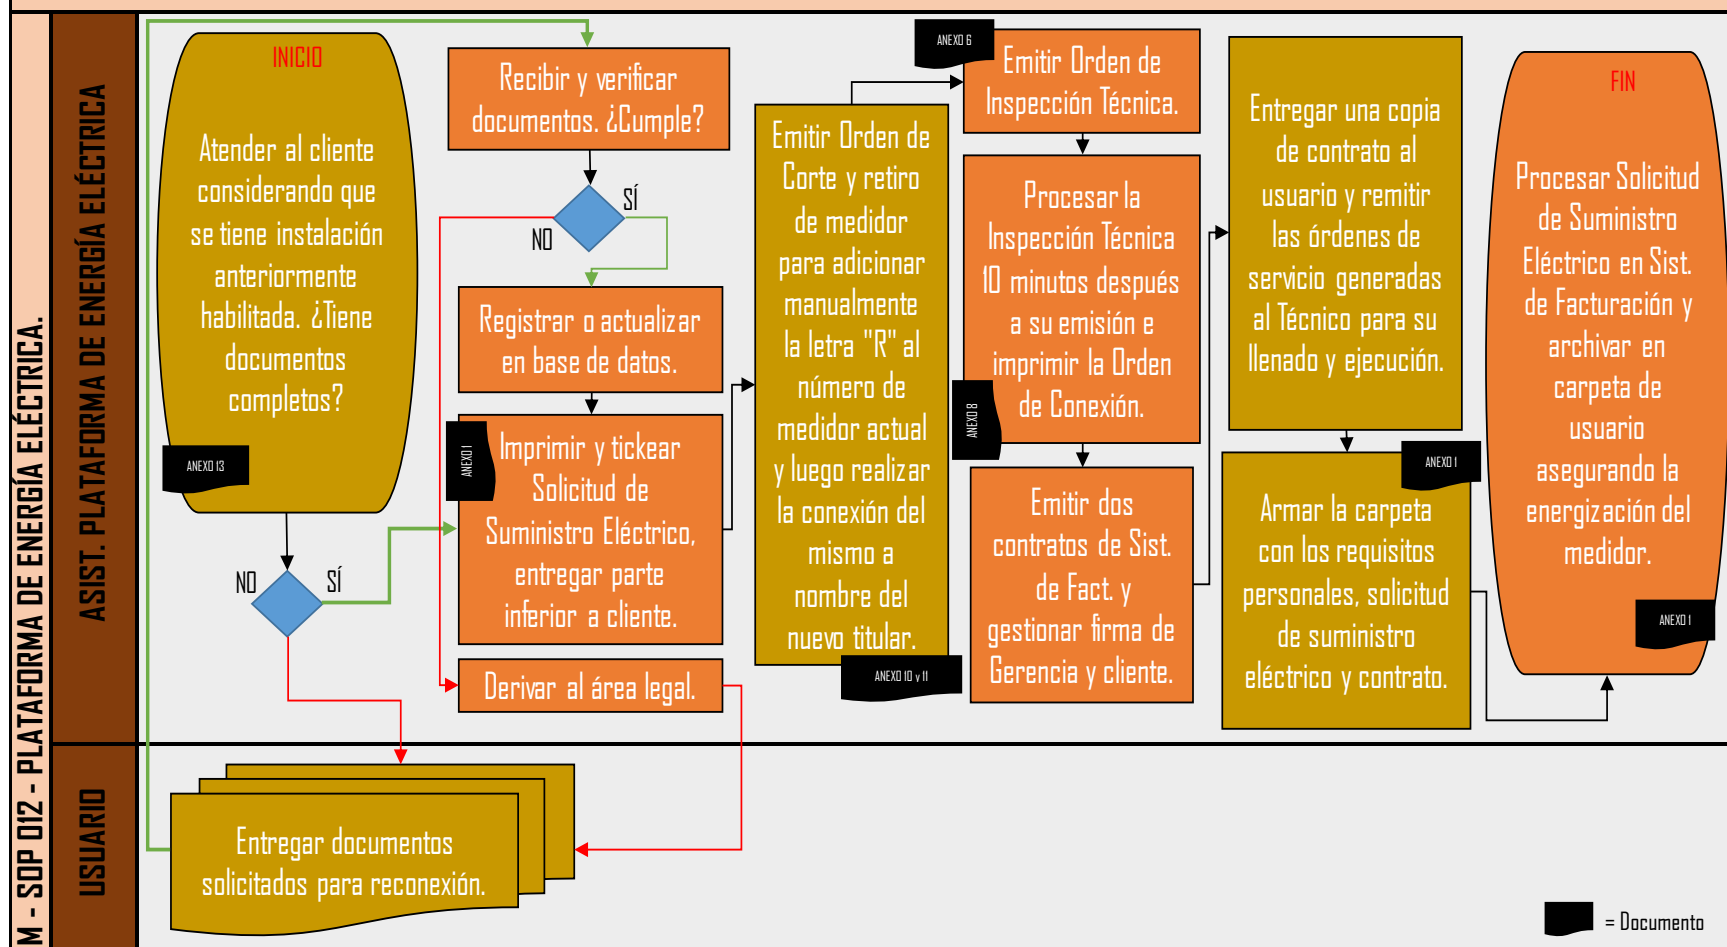 M - SOP 012 - PLATAFORMA DE ENERGÍA ELÉCTRICA.
ASIST. PLATAFORMA DE ENERGÍA ELÉCTRICA
USUARIO
INICIO
Atender al cliente
considerando que
se tiene instalación
anteriormente
habilitada. ¿Tiene
documentos
completos?
ANEXO 13
NO
SÍ
Recibir y verificar
documentos. ¿Cumple?
SÍ
NO
Registrar o actualizar
en base de datos.
ANEXO 1
Imprimir y tickear
Solicitud de
Suministro Eléctrico,
entregar parte
inferior a cliente.
Derivar al área legal.
Emitir Orden de
Corte y retiro
de medidor
para adicionar
manualmente
la letra "R" al
número de
medidor actual
y luego realizar
la conexión del
mismo a
nombre del
nuevo titular.
ANEXO 10 y 11
ANEXO 6
Emitir Orden de
Inspección Técnica.
Procesar la
Inspección Técnica
10 minutos después
a su emisión e
imprimir la Orden
de Conexión.
ANEXO 8
Emitir dos
contratos de Sist.
de Fact. y
gestionar firma de
Gerencia y cliente.
Entregar una copia
de contrato al
usuario y remitir
las órdenes de
servicio generadas
al Técnico para su
llenado y ejecución.
ANEXO 1
Armar la carpeta
con los requisitos
personales, solicitud
de suministro
eléctrico y contrato.
FIN
Procesar Solicitud
de Suministro
Eléctrico en Sist.
de Facturación y
archivar en
carpeta de
usuario
asegurando la
energización del
medidor.
ANEXO 1
Entregar documentos
solicitados para reconexión.
= Documento